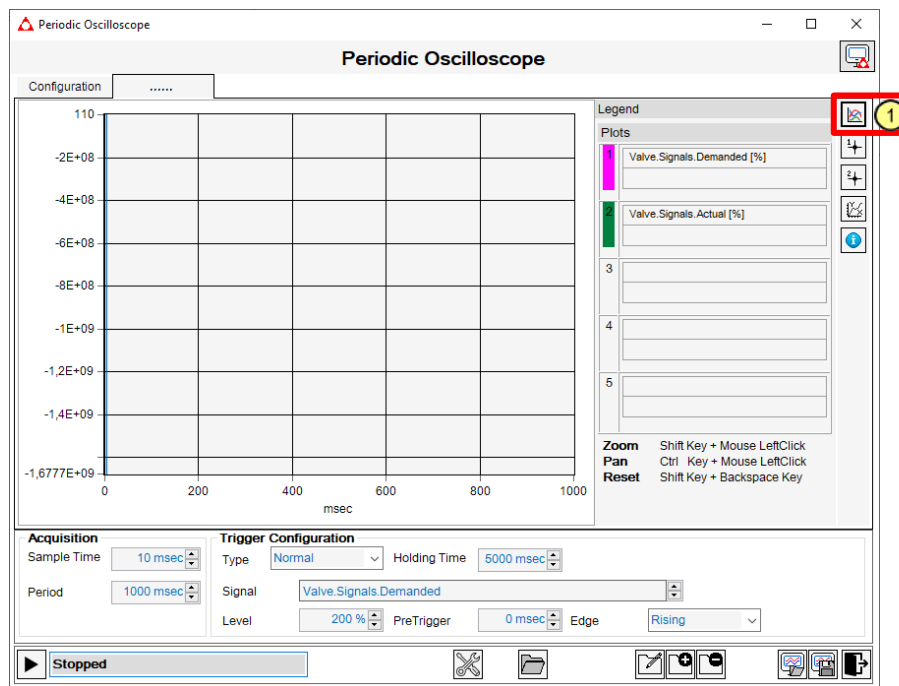 Periodic Oscilloscope
Periodic Oscilloscope
Configuration ......
110
-2E+08
-4E+08
-6E+08
-8E+08
-1E+09
-1,2E+09
-1,4E+09
-1,6777E+09
0 200 400 600 800 1000
msec
Legend
Plots
1 Valve.Signals.Demanded [%]
2 Valve.Signals.Actual [%]
3
4
5
Zoom Shift Key + Mouse LeftClick
Pan Ctrl Key + Mouse LeftClick
Reset Shift Key + Backspace Key
1
1
2
i
Acquisition
Sample Time 10 msec
Period 1000 msec
Trigger Configuration
Type Normal Holding Time 5000 msec
Signal Valve.Signals.Demanded
Level 200 % PreTrigger 0 msec Edge Rising
Stopped